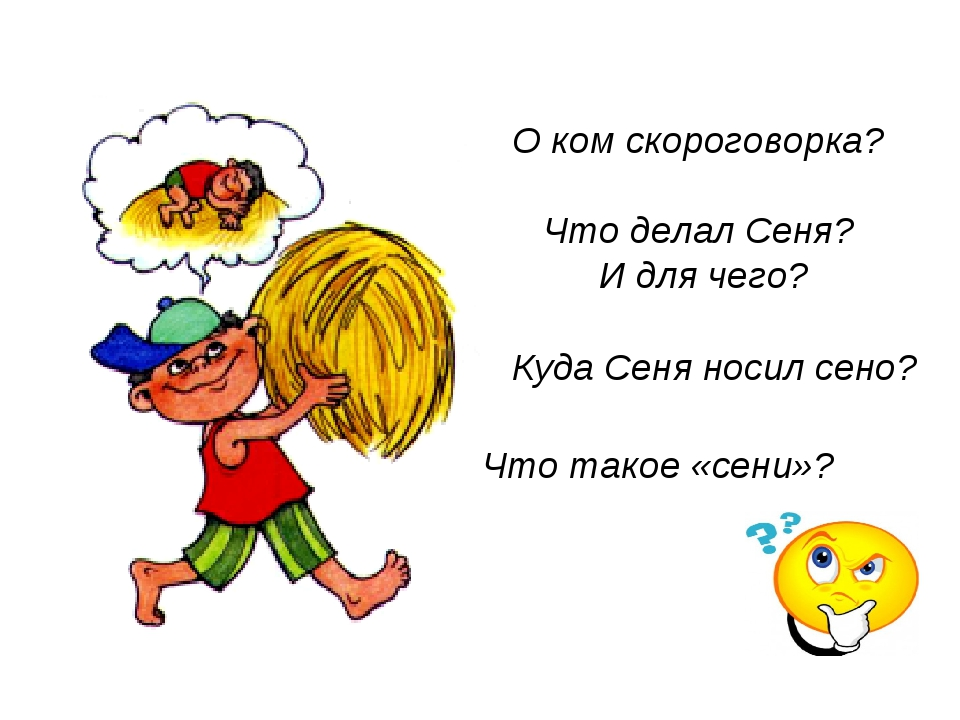 О ком скороговорка?
Что делал Сеня?
И для чего?
Куда Сеня носил сено?
Что такое «сени»?
??